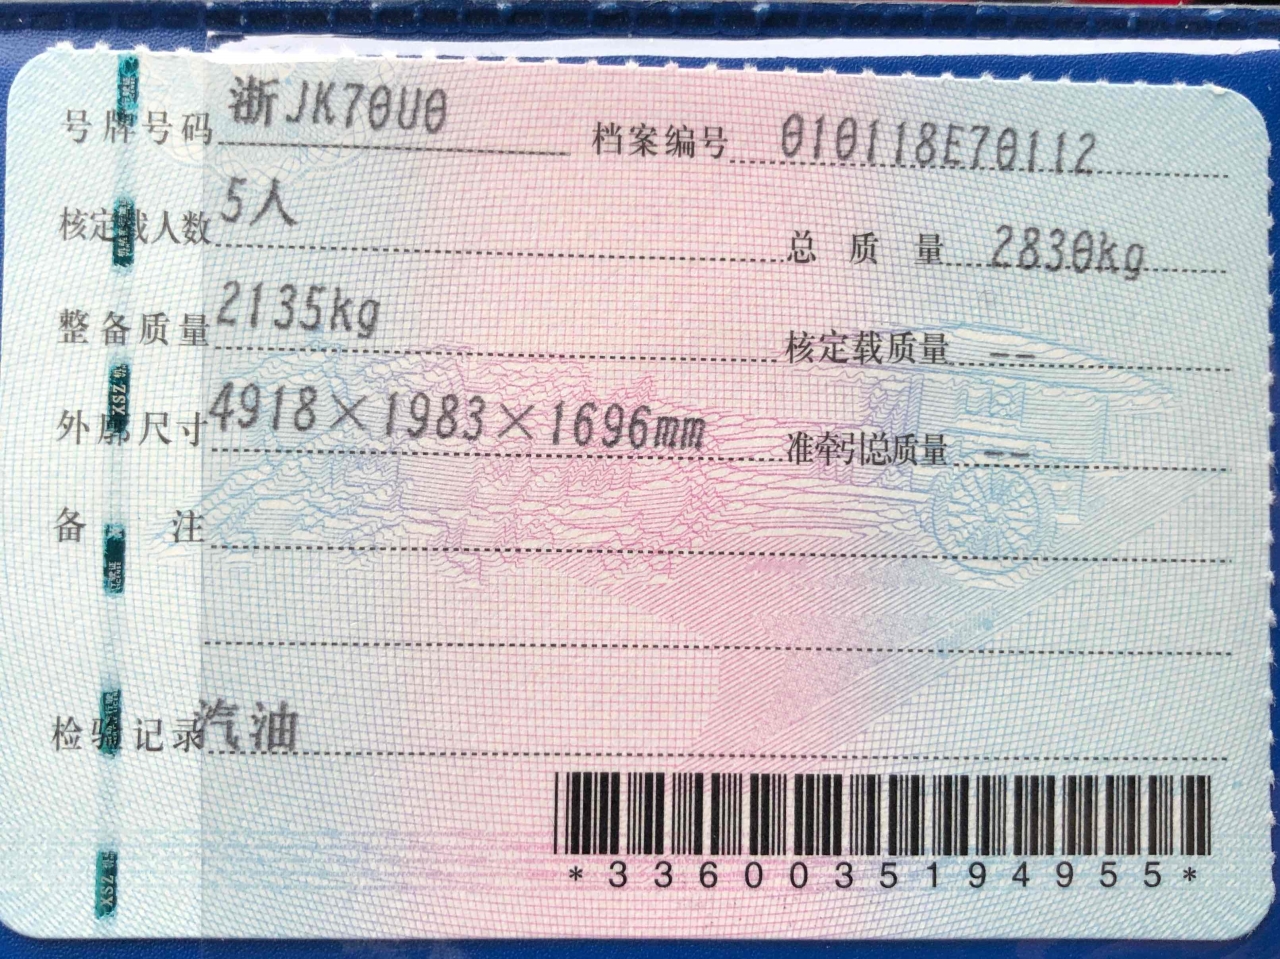 号牌号码 浙JK70U0 档案编号 010118E70112
核定载人数 5人 总质量 2830kg
整备质量 2135kg 核定载质量 --
外廓尺寸 4918×1983×1696mm 准牵引总质量 --
备注
检验记录 汽油
*3360035194955*
XSZ
XSZ